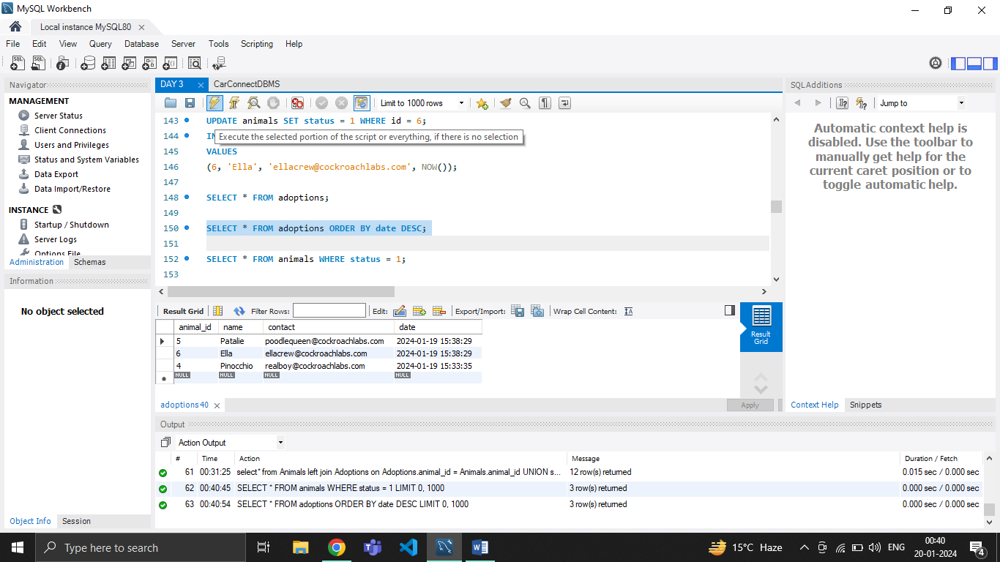 MySQL Workbench
Local instance MySQL80
File Edit View Query Database Server Tools Scripting Help
Navigator
MANAGEMENT
Server Status
Client Connections
Users and Privileges
Status and System Variables
Data Export
Data Import/Restore
INSTANCE
Startup / Shutdown
Server Logs
Options File
Administration Schemas
Information
No object selected
Object Info Session
DAY 3 CarConnectDBMS
Limit to 1000 rows
143 UPDATE animals SET status = 1 WHERE id = 6;
144 IN
Execute the selected portion of the script or everything, if there is no selection
145 VALUES
146 (6, 'Ella', 'ellacrew@cockroachlabs.com', NOW());
147
148 SELECT * FROM adoptions;
149
150 SELECT * FROM adoptions ORDER BY date DESC;
151
152 SELECT * FROM animals WHERE status = 1;
153
Result Grid Filter Rows: Edit: Export/Import: Wrap Cell Content: IA
animal_id name contact date
5 Patalie poodlequeen@cockroachlabs.com 2024-01-19 15:38:29
6 Ella ellacrew@cockroachlabs.com 2024-01-19 15:38:29
4 Pinocchio realboy@cockroachlabs.com 2024-01-19 15:33:35
NULL NULL NULL NULL
Result
Grid
adoptions 40 Apply
SQLAdditions
Jump to
Automatic context help is
disabled. Use the toolbar to
manually get help for the
current caret position or to
toggle automatic help.
Context Help Snippets
Output
Action Output
# Time Action Message Duration / Fetch
61 00:31:25 select * from Animals left join Adoptions on Adoptions.animal_id = Animals.animal_id UNION s... 12 row(s) returned 0.015 sec / 0.000 sec
62 00:40:45 SELECT * FROM animals WHERE status = 1 LIMIT 0, 1000 3 row(s) returned 0.000 sec / 0.000 sec
63 00:40:54 SELECT * FROM adoptions ORDER BY date DESC LIMIT 0, 1000 3 row(s) returned 0.000 sec / 0.000 sec
Type here to search
15°C Haze
ENG
00:40
20-01-2024
4